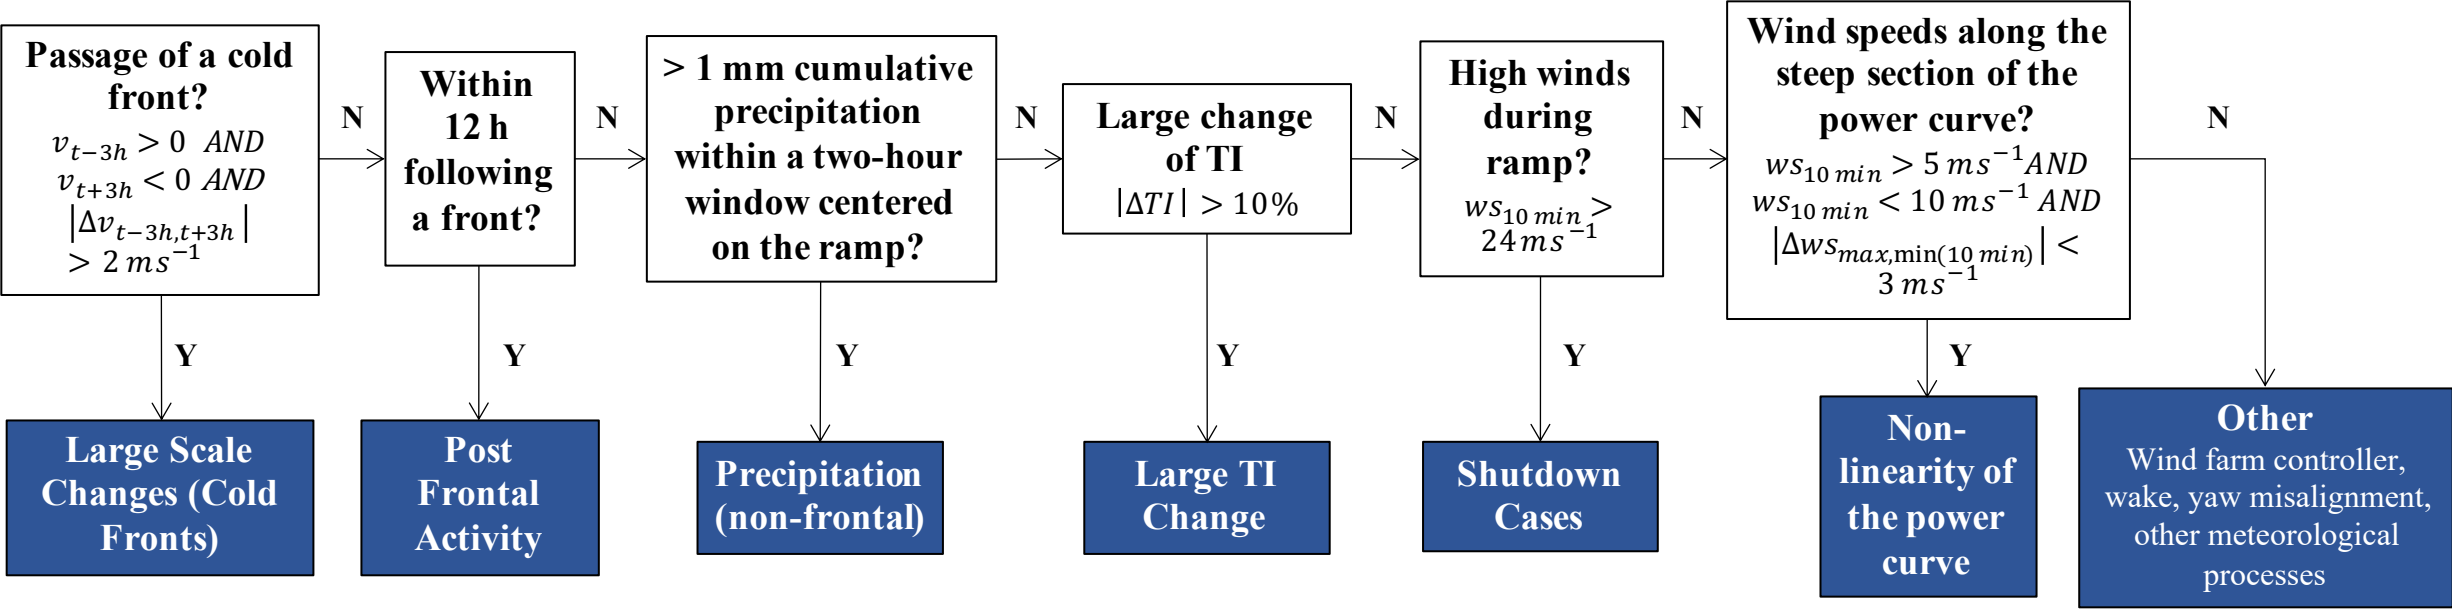 Passage of a cold
front?
v_{t−3h} > 0 AND
v_{t+3h} < 0 AND
|Δv_{t−3h,t+3h}|
> 2 ms⁻¹
N
Y
Large Scale
Changes (Cold
Fronts)
Within
12 h
following
a front?
N
Y
Post
Frontal
Activity
> 1 mm cumulative
precipitation
within a two-hour
window centered
on the ramp?
N
Y
Precipitation
(non-frontal)
Large change
of TI
|ΔTI| > 10%
N
Y
Large TI
Change
High winds
during
ramp?
ws_{10 min} >
24 ms⁻¹
N
Y
Shutdown
Cases
Wind speeds along the
steep section of the
power curve?
ws_{10 min} > 5 ms⁻¹ AND
ws_{10 min} < 10 ms⁻¹ AND
|Δws_{max,min(10 min)}| <
3 ms⁻¹
N
Y
Non-
linearity of
the power
curve
Other
Wind farm controller,
wake, yaw misalignment,
other meteorological
processes